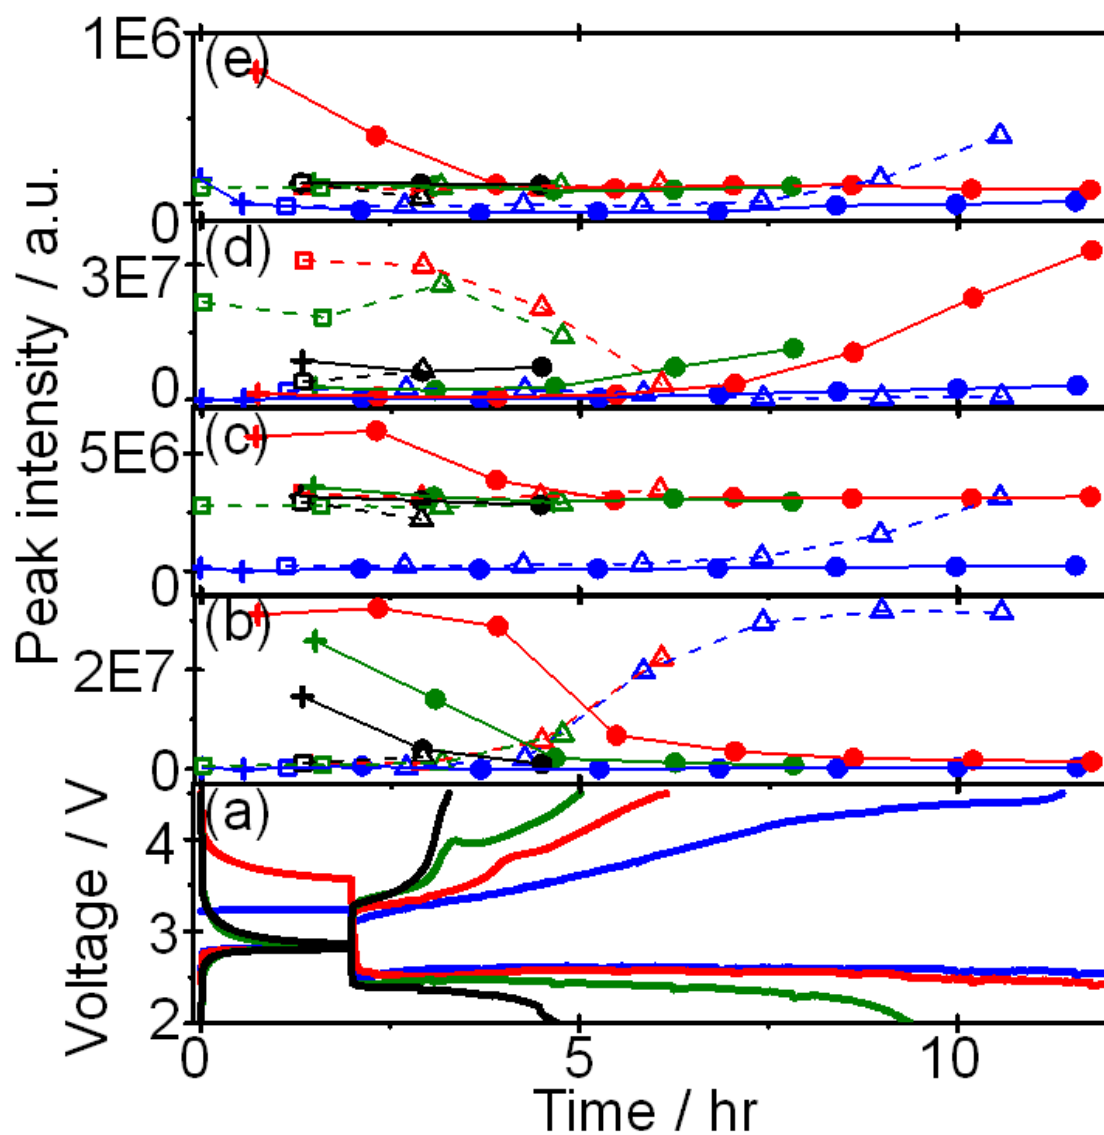 1E6
(e)
0
(d)
3E7
0
(c)
5E6
0
(b)
2E7
0
(a)
4
3
2
0
5
10
Peak intensity / a.u.
Voltage / V
Time / hr